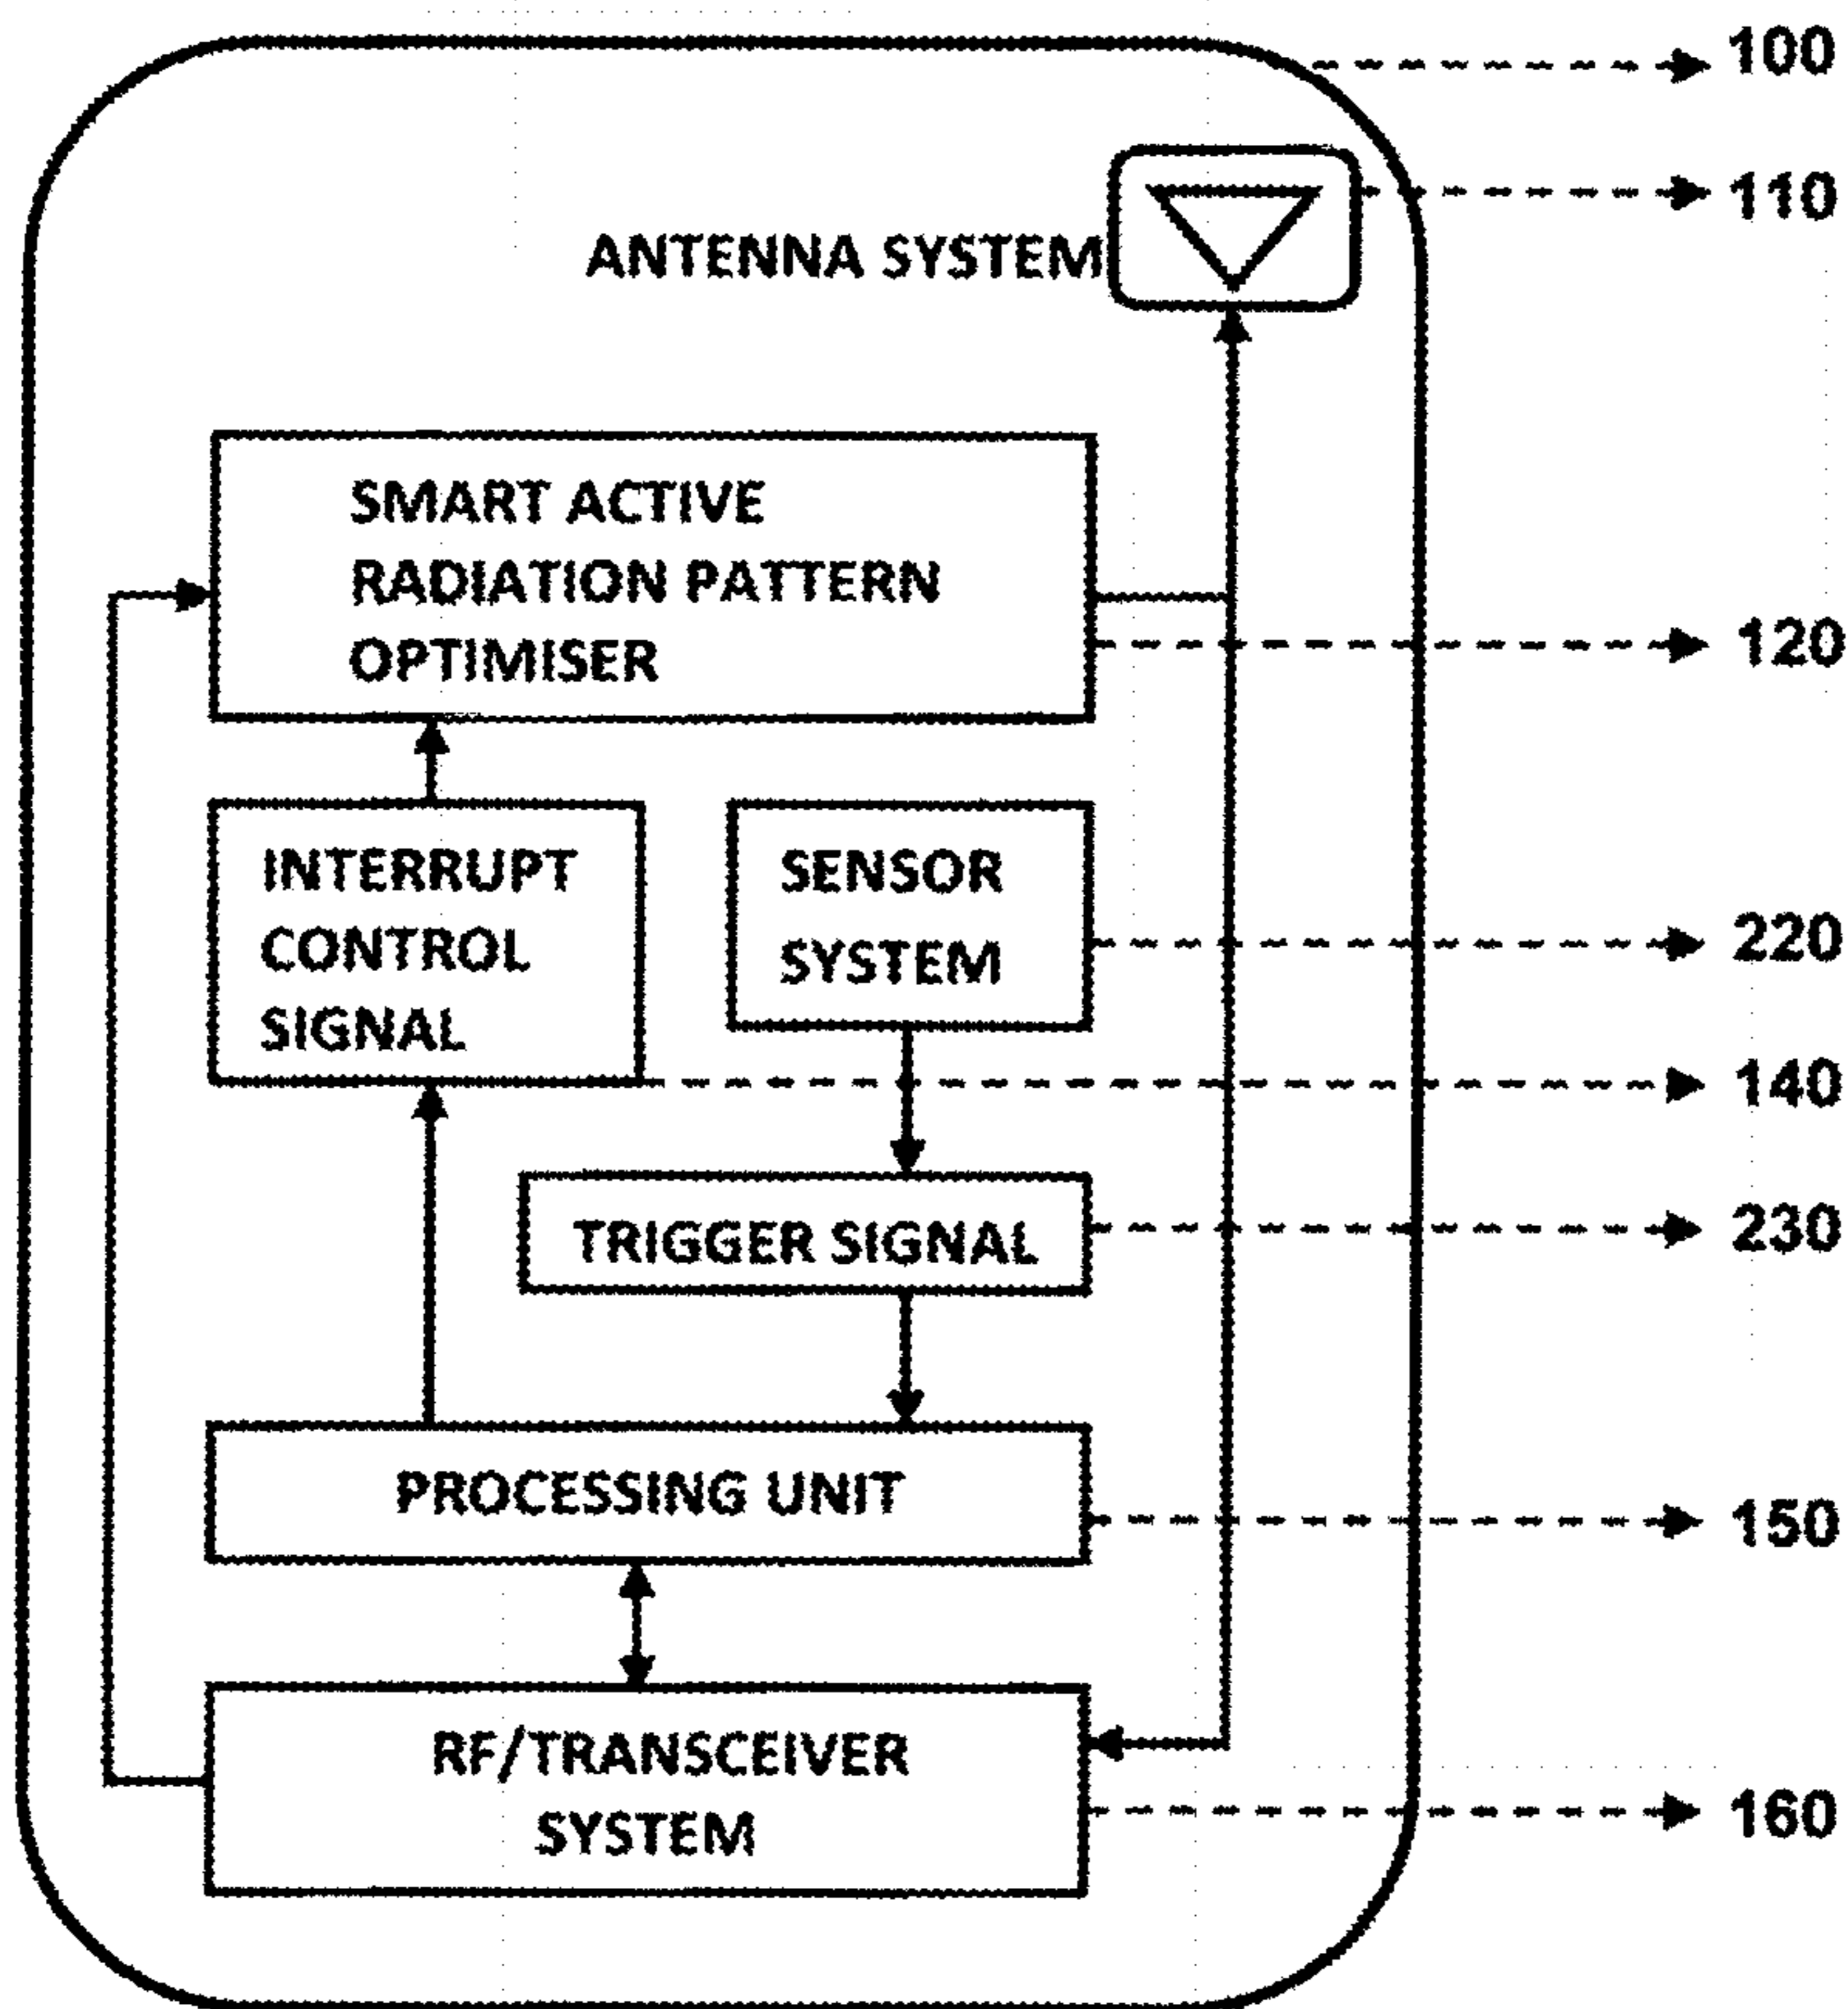 100
110
ANTENNA SYSTEM
SMART ACTIVE
RADIATION PATTERN
OPTIMISER
120
INTERRUPT
CONTROL
SIGNAL
SENSOR
SYSTEM
220
140
TRIGGER SIGNAL
230
PROCESSING UNIT
150
RF/TRANSCEIVER
SYSTEM
160